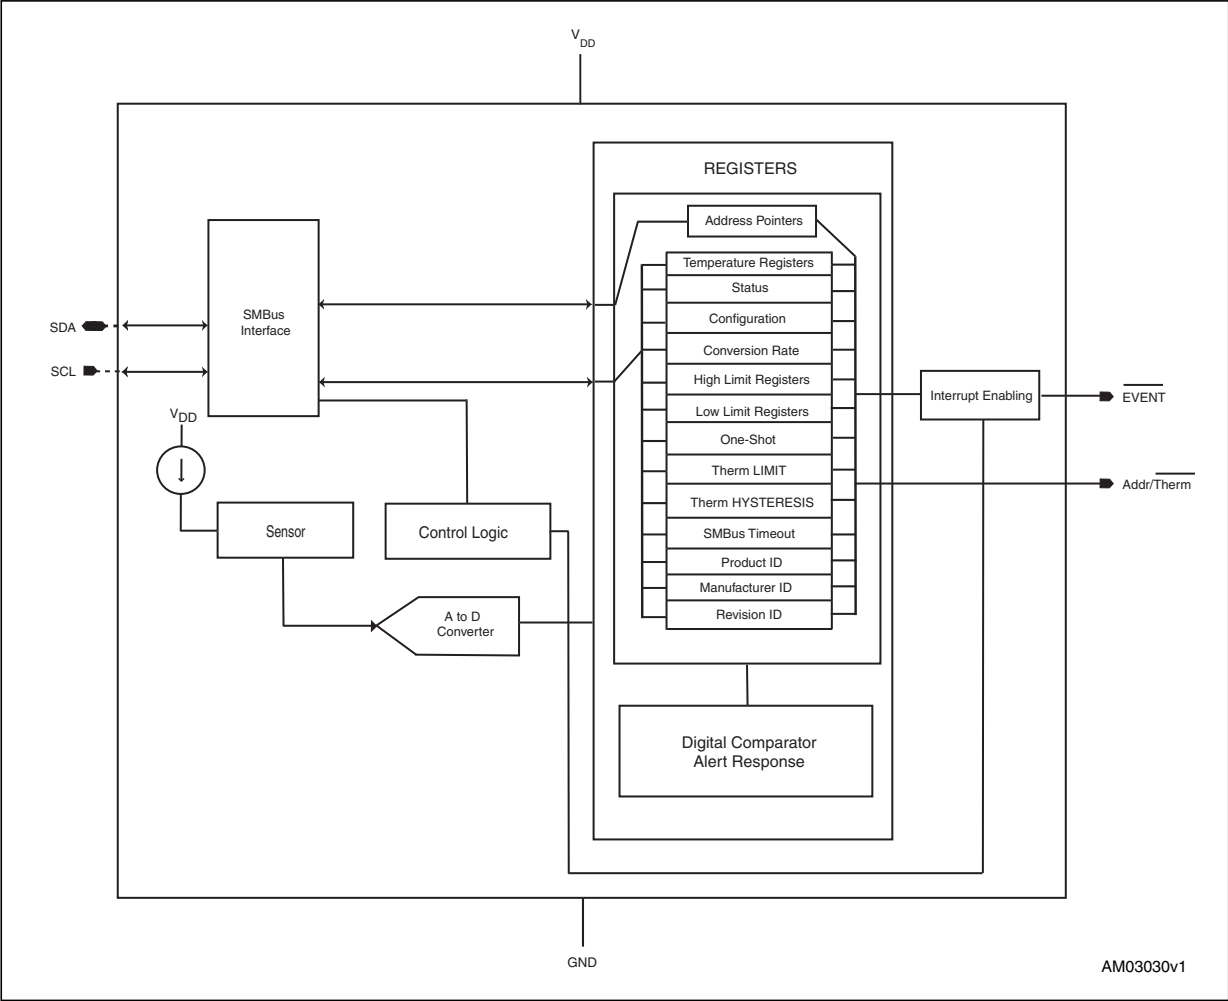 VDD
REGISTERS
Address Pointers
Temperature Registers
Status
Configuration
Conversion Rate
High Limit Registers
Low Limit Registers
One-Shot
Therm LIMIT
Therm HYSTERESIS
SMBus Timeout
Product ID
Manufacturer ID
Revision ID
SMBus
Interface
SDA
SCL
VDD
Sensor
Control Logic
A to D
Converter
Digital Comparator
Alert Response
Interrupt Enabling
EVENT
Addr/Therm
GND
AM03030v1